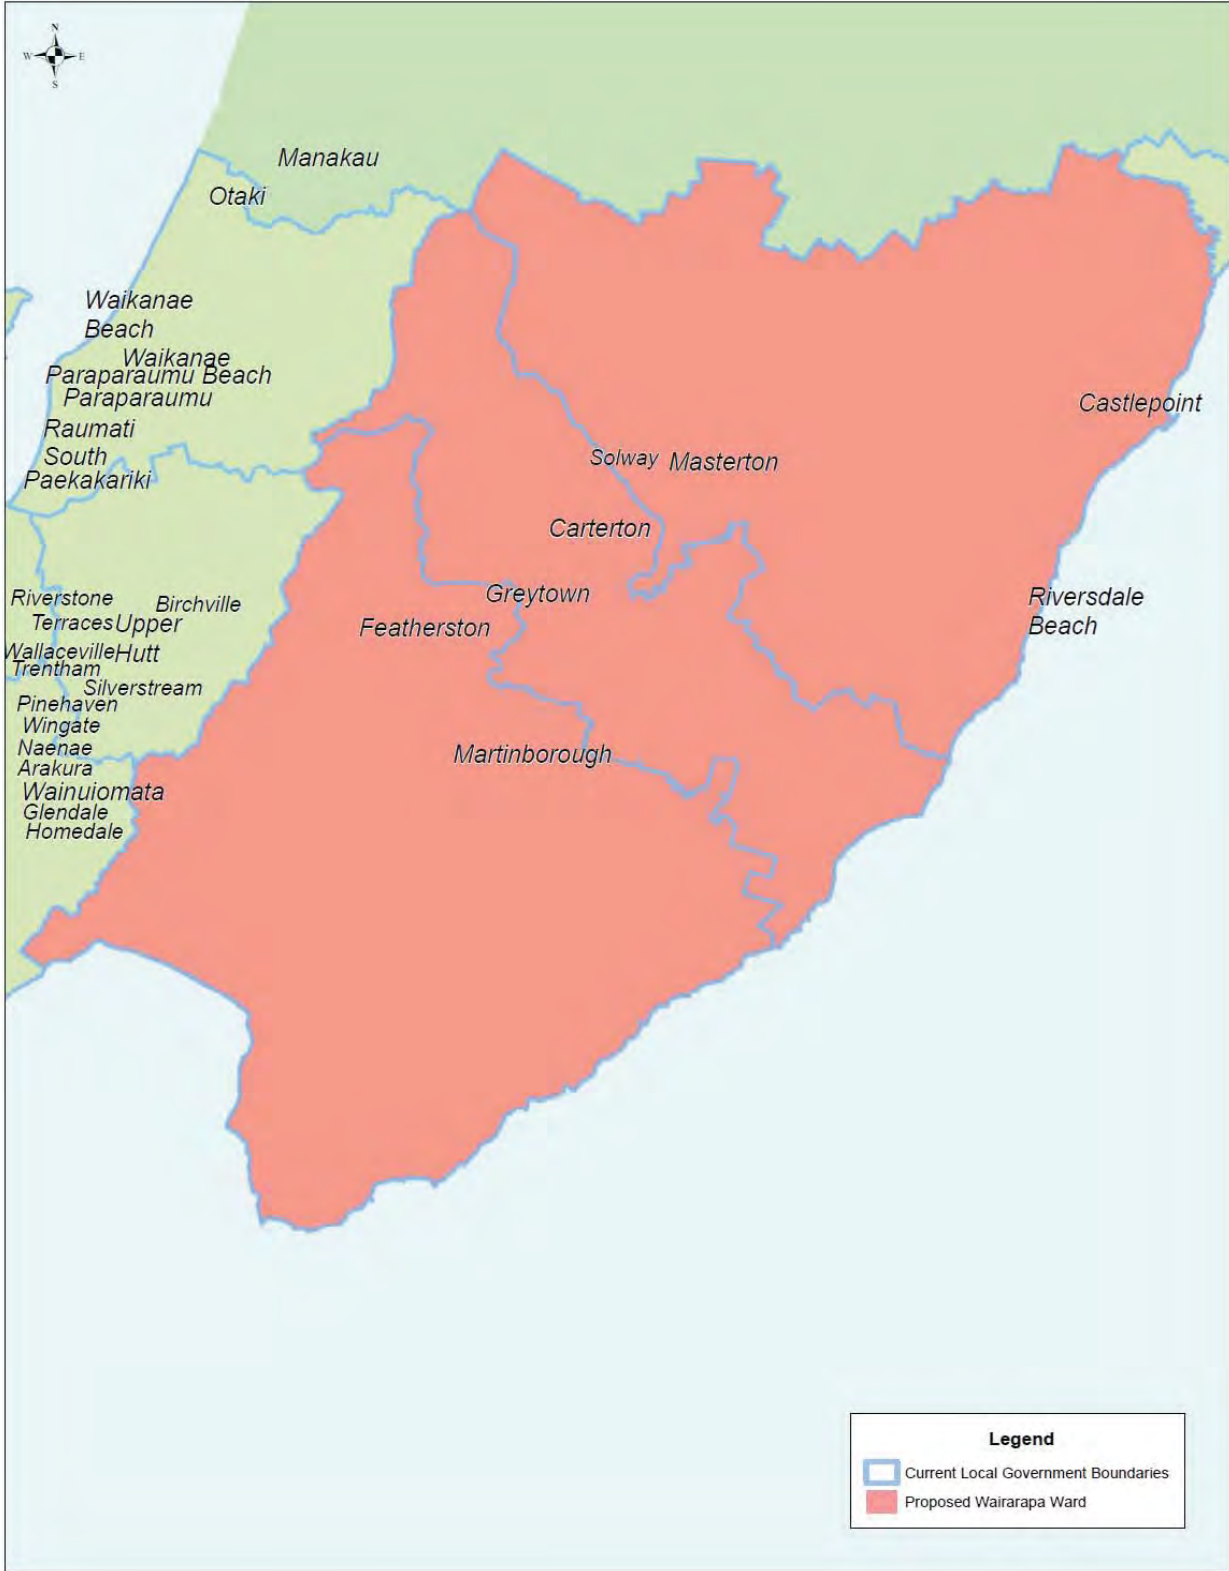 N
W E
S
Manakau
Otaki
Waikanae
Beach
Waikanae
Paraparaumu Beach
Paraparaumu
Raumati
South
Paekakariki
Castlepoint
Solway Masterton
Carterton
Greytown
Featherston
Riversdale
Beach
Riverstone
Terraces
Birchville
Upper
Hutt
Wallaceville
Trentham
Silverstream
Pinehaven
Wingate
Naenae
Arakura
Wainuiomata
Glendale
Homedale
Martinborough
Legend
Current Local Government Boundaries
Proposed Wairarapa Ward